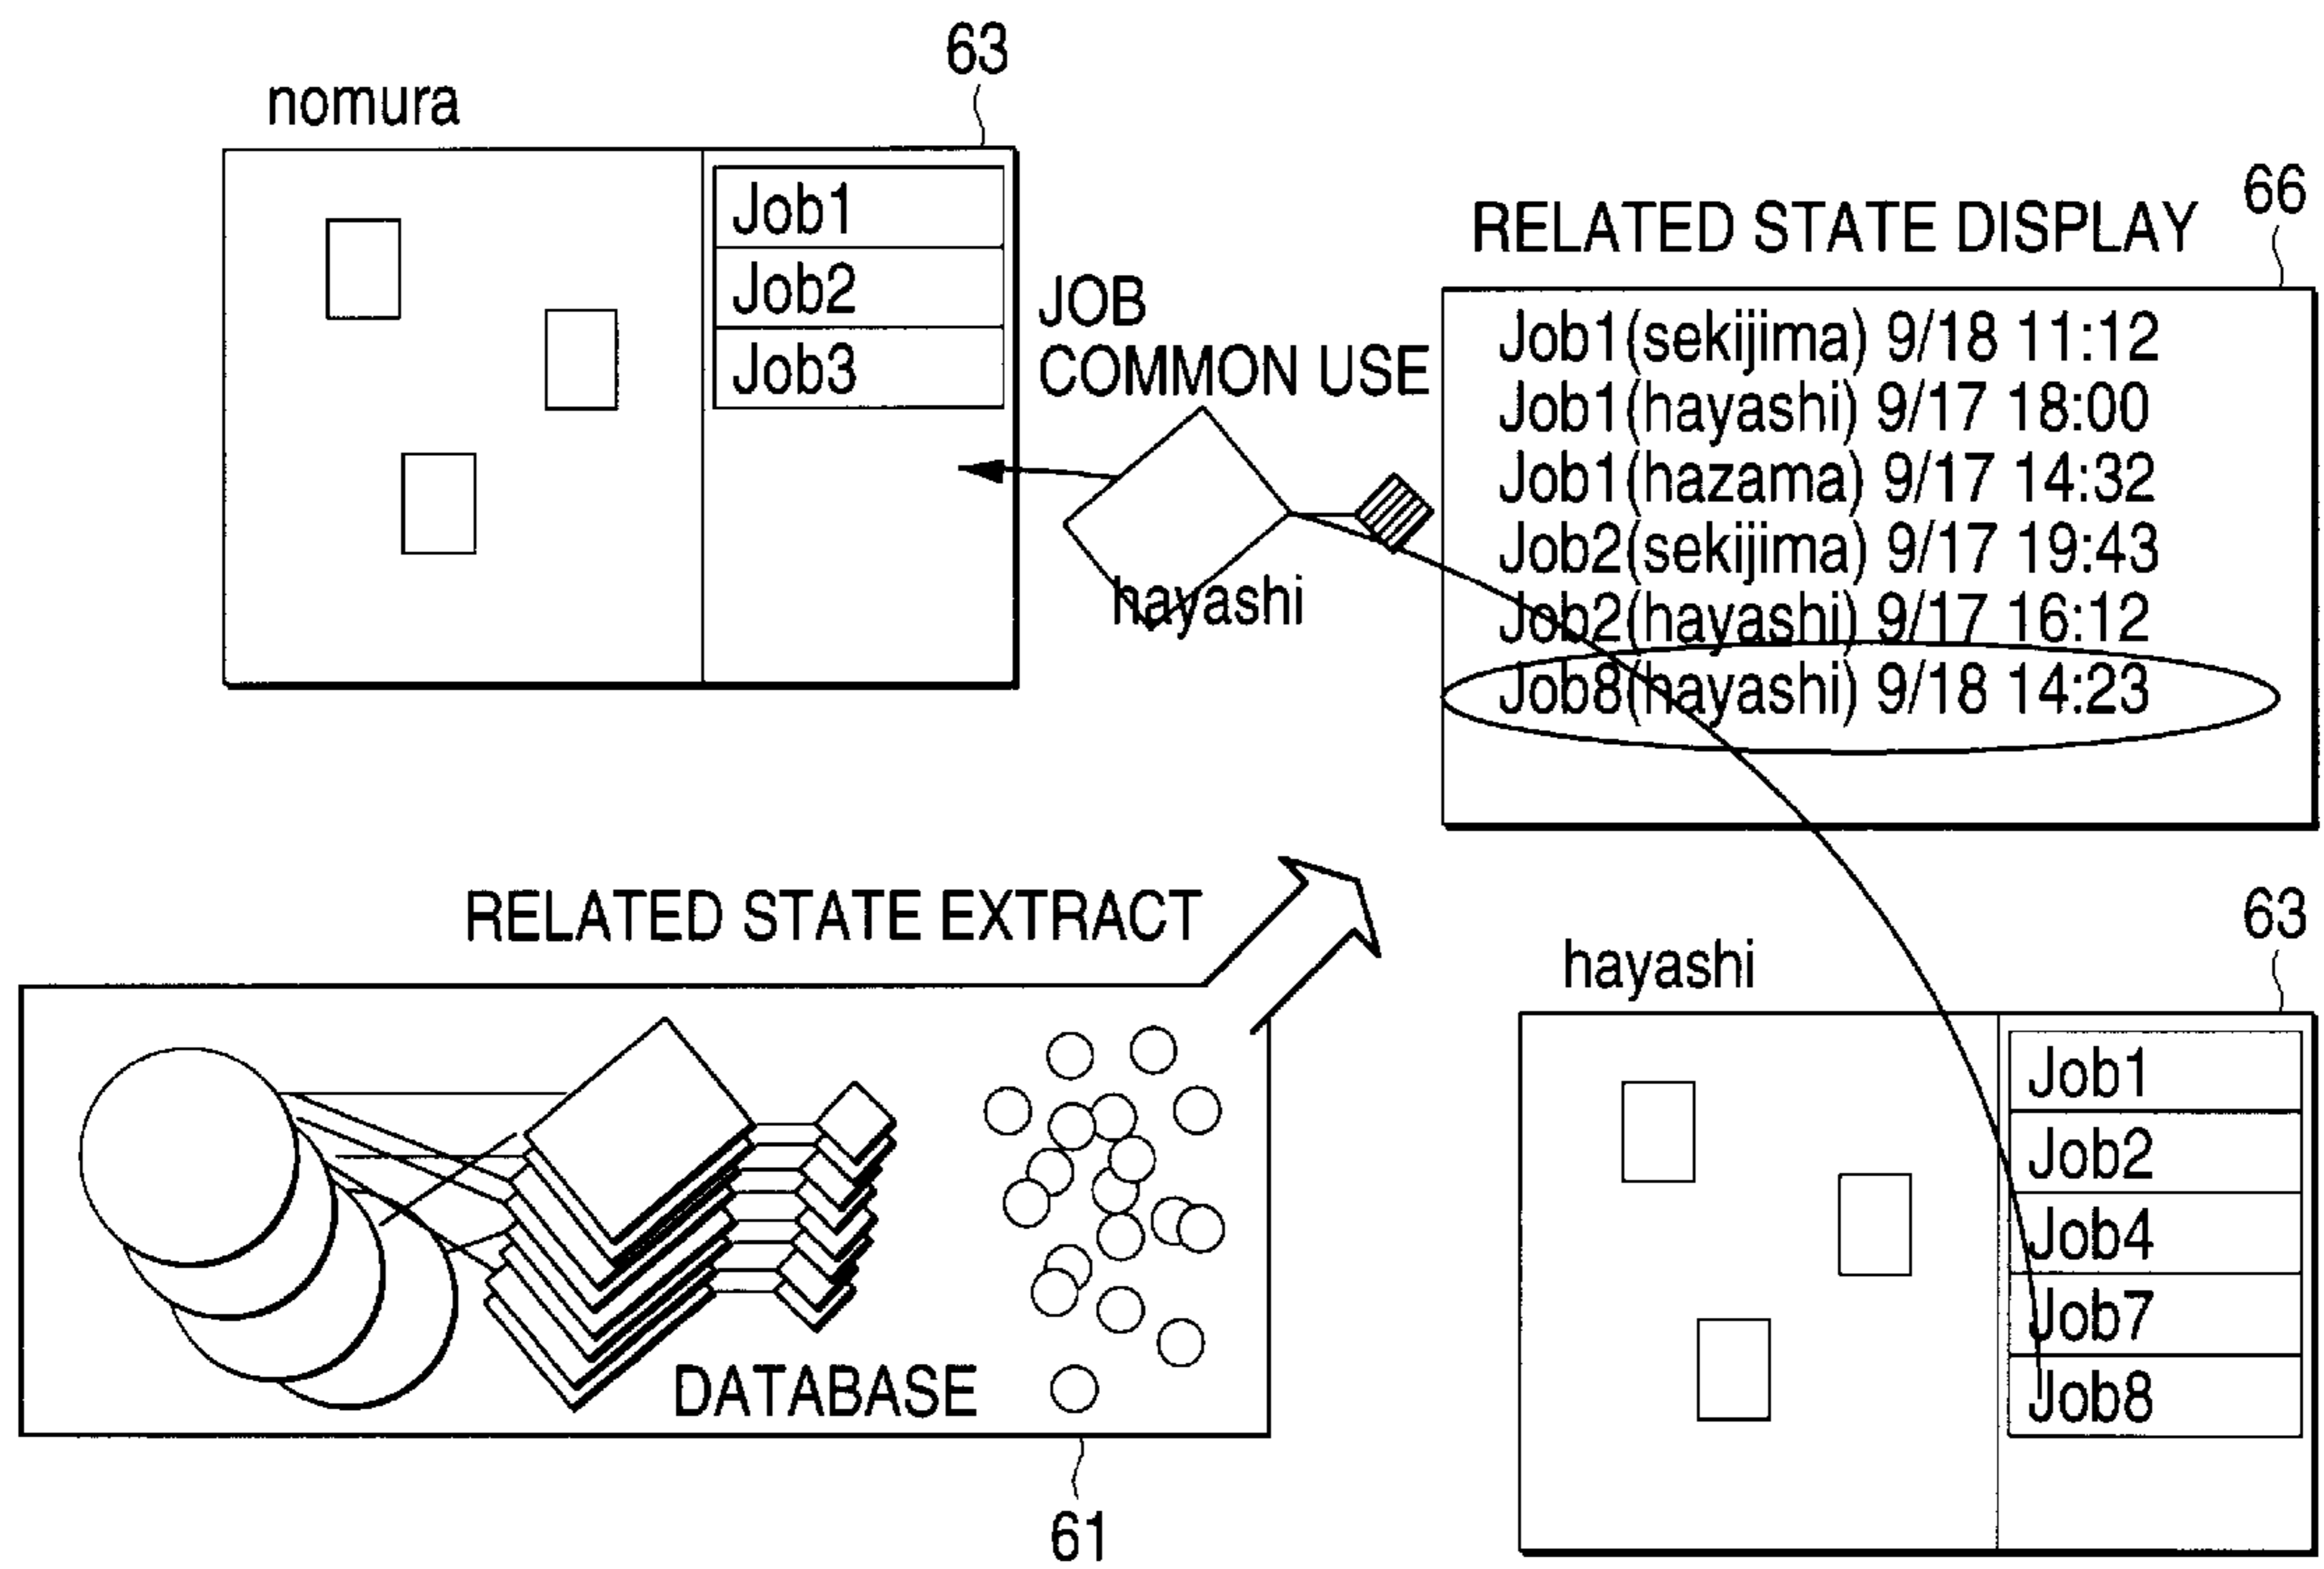 63
nomura
Job1
Job2
Job3
JOB
COMMON USE
hayashi
66
RELATED STATE DISPLAY
Job1(sekijima) 9/18 11:12
Job1(hayashi) 9/17 18:00
Job1(hazama) 9/17 14:32
Job2(sekijima) 9/17 19:43
Job2(hayashi) 9/17 16:12
Job8(hayashi) 9/18 14:23
RELATED STATE EXTRACT
DATABASE
61
63
hayashi
Job1
Job2
Job4
Job7
Job8